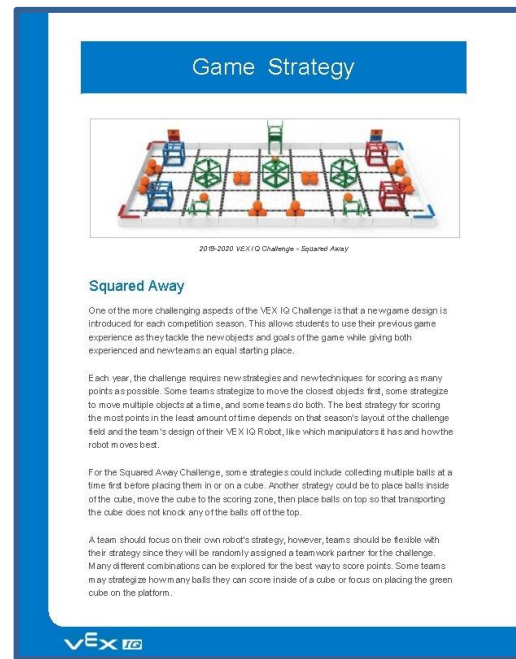 Game Strategy
2019-2020 VEX IQ Challenge - Squared Away
Squared Away
One of the more challenging aspects of the VEX IQ Challenge is that a new game design is
introduced for each competition season. This allows students to use their previous game
experience as they tackle the new objects and goals of the game while giving both
experienced and new teams an equal starting place.
Each year, the challenge requires new strategies and new techniques for scoring as many
points as possible. Some teams strategize to move the closest objects first, some strategize
to move multiple objects at a time, and some teams do both. The best strategy for scoring
the most points in the least amount of time depends on that season's layout of the challenge
field and the team's design of their VEX IQ Robot, like which manipulators it has and how the
robot moves best.
For the Squared Away Challenge, some strategies could include collecting multiple balls at a
time first before placing them in or on a cube. Another strategy could be to place balls inside
of the cube, move the cube to the scoring zone, then place balls on top so that transporting
the cube does not knock any of the balls off of the top.
A team should focus on their own robot's strategy, however, teams should be flexible with
their strategy since they will be randomly assigned a teamwork partner for the challenge.
Many different combinations can be explored for the best way to score points. Some teams
may strategize how many balls they can score inside of a cube or focus on placing the green
cube on the platform.
VEX IQ